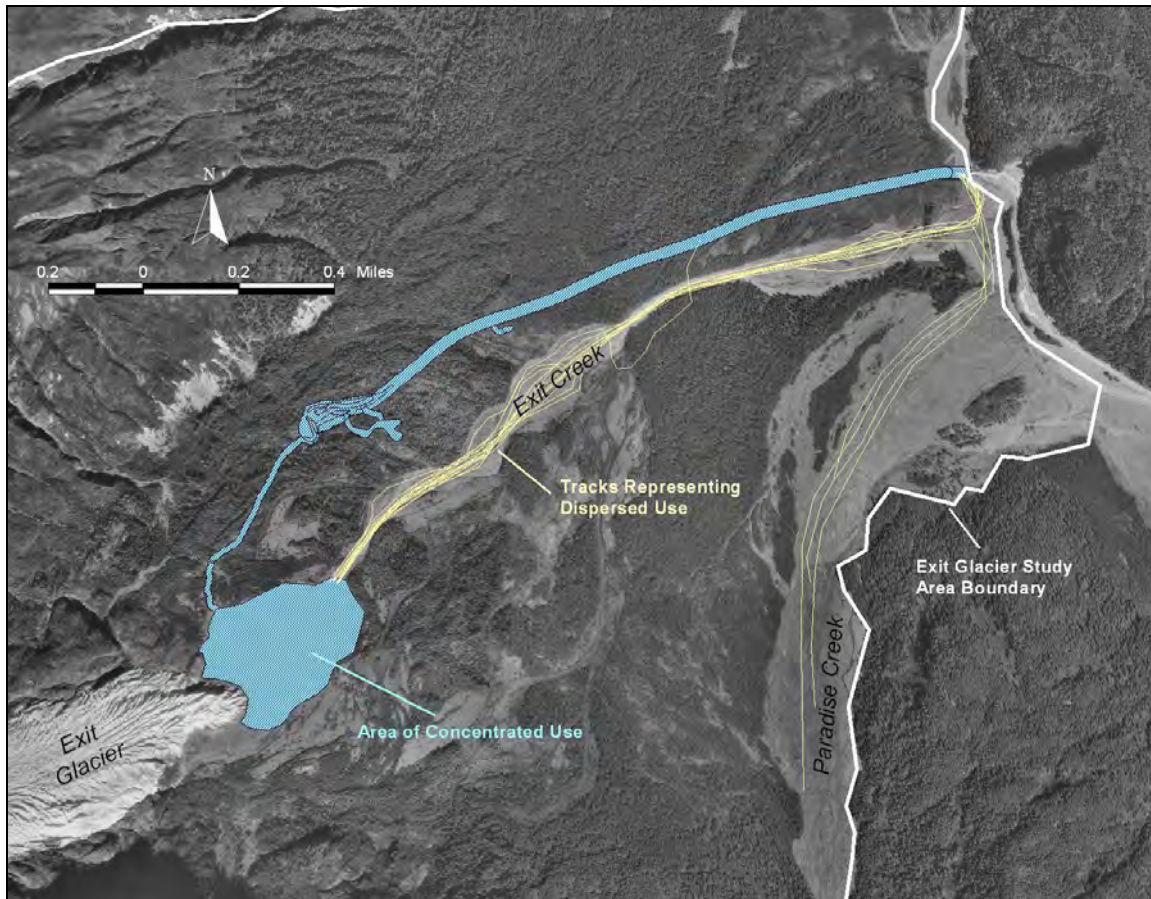 N
0.2 0 0.2 0.4 Miles
Exit Creek
Tracks Representing
Dispersed Use
Exit Glacier Study
Area Boundary
Paradise Creek
Area of Concentrated Use
Exit
Glacier